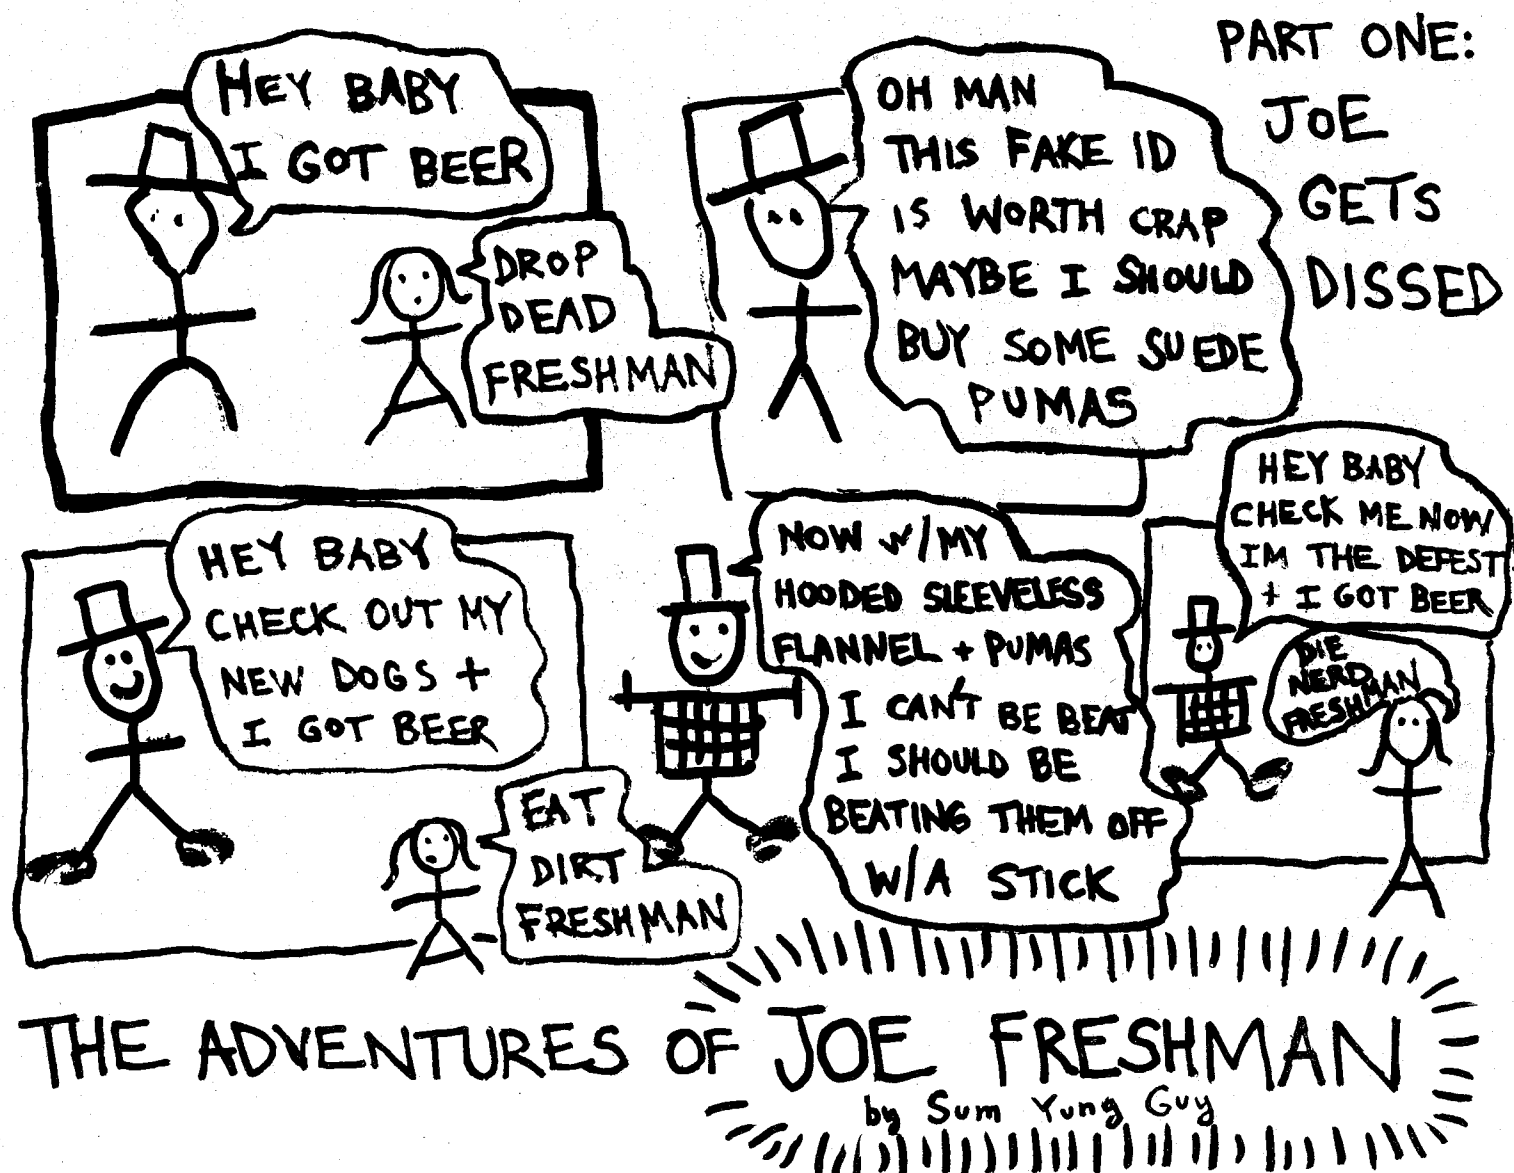 PART ONE:
JOE
GETS
DISSED
HEY BABY
I GOT BEER
DROP
DEAD
FRESHMAN
OH MAN
THIS FAKE ID
IS WORTH CRAP
MAYBE I SHOULD
BUY SOME SUEDE
PUMAS
HEY BABY
CHECK OUT MY
NEW DOGS +
I GOT BEER
EAT
DIRT
FRESHMAN
NOW W/MY
HOODED SLEEVELESS
FLANNEL + PUMAS
I CAN'T BE BEAT
I SHOULD BE
BEATING THEM OFF
W/A STICK
HEY BABY
CHECK ME NOW
IM THE DEFEST
+ I GOT BEER
DIE
NERD
FRESHMAN
THE ADVENTURES OF JOE FRESHMAN
by Sum Yung Guy